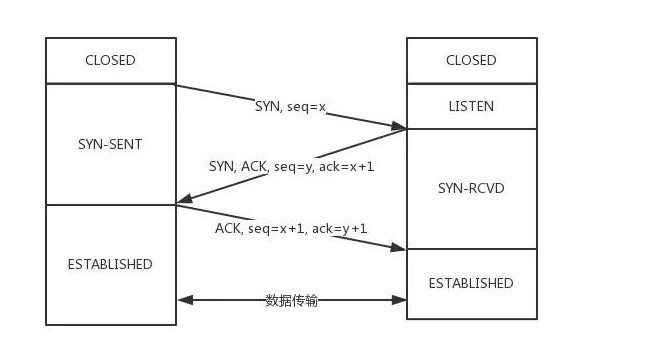 CLOSED
CLOSED
SYN, seq=x
LISTEN
SYN-SENT
SYN, ACK, seq=y, ack=x+1
SYN-RCVD
ACK, seq=x+1, ack=y+1
ESTABLISHED
ESTABLISHED
数据传输